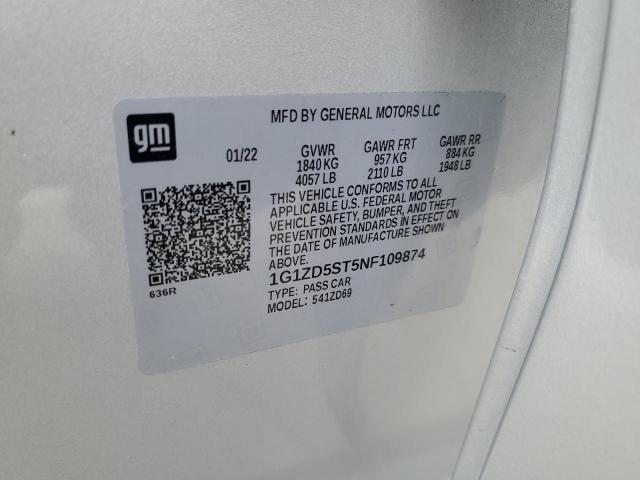 MFD BY GENERAL MOTORS LLC
gm
01/22
GVWR
1840 KG
4057 LB
GAWR FRT
957 KG
2110 LB
GAWR RR
884 KG
1948 LB
THIS VEHICLE CONFORMS TO ALL
APPLICABLE U.S. FEDERAL MOTOR
VEHICLE SAFETY, BUMPER, AND THEFT
PREVENTION STANDARDS IN EFFECT ON
THE DATE OF MANUFACTURE SHOWN
ABOVE.
1G1ZD5ST5NF109874
TYPE: PASS CAR
MODEL: 541ZD69
636R